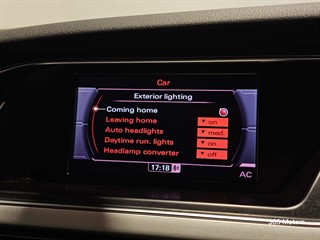 Car
Exterior lighting
Coming home
Leaving home on
Auto headlights med.
Daytime run. lights on
Headlamp converter off
17:18
AC